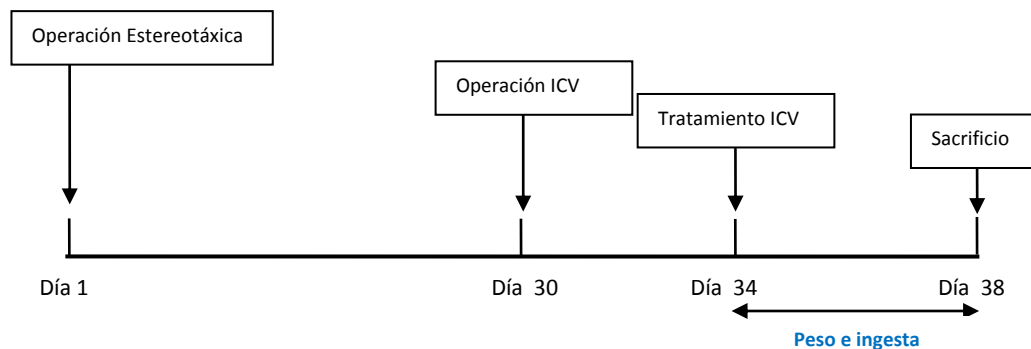 Operación Estereotáxica
Operación ICV
Tratamiento ICV
Sacrificio
Día 1
Día 30
Día 34
Día 38
Peso e ingesta